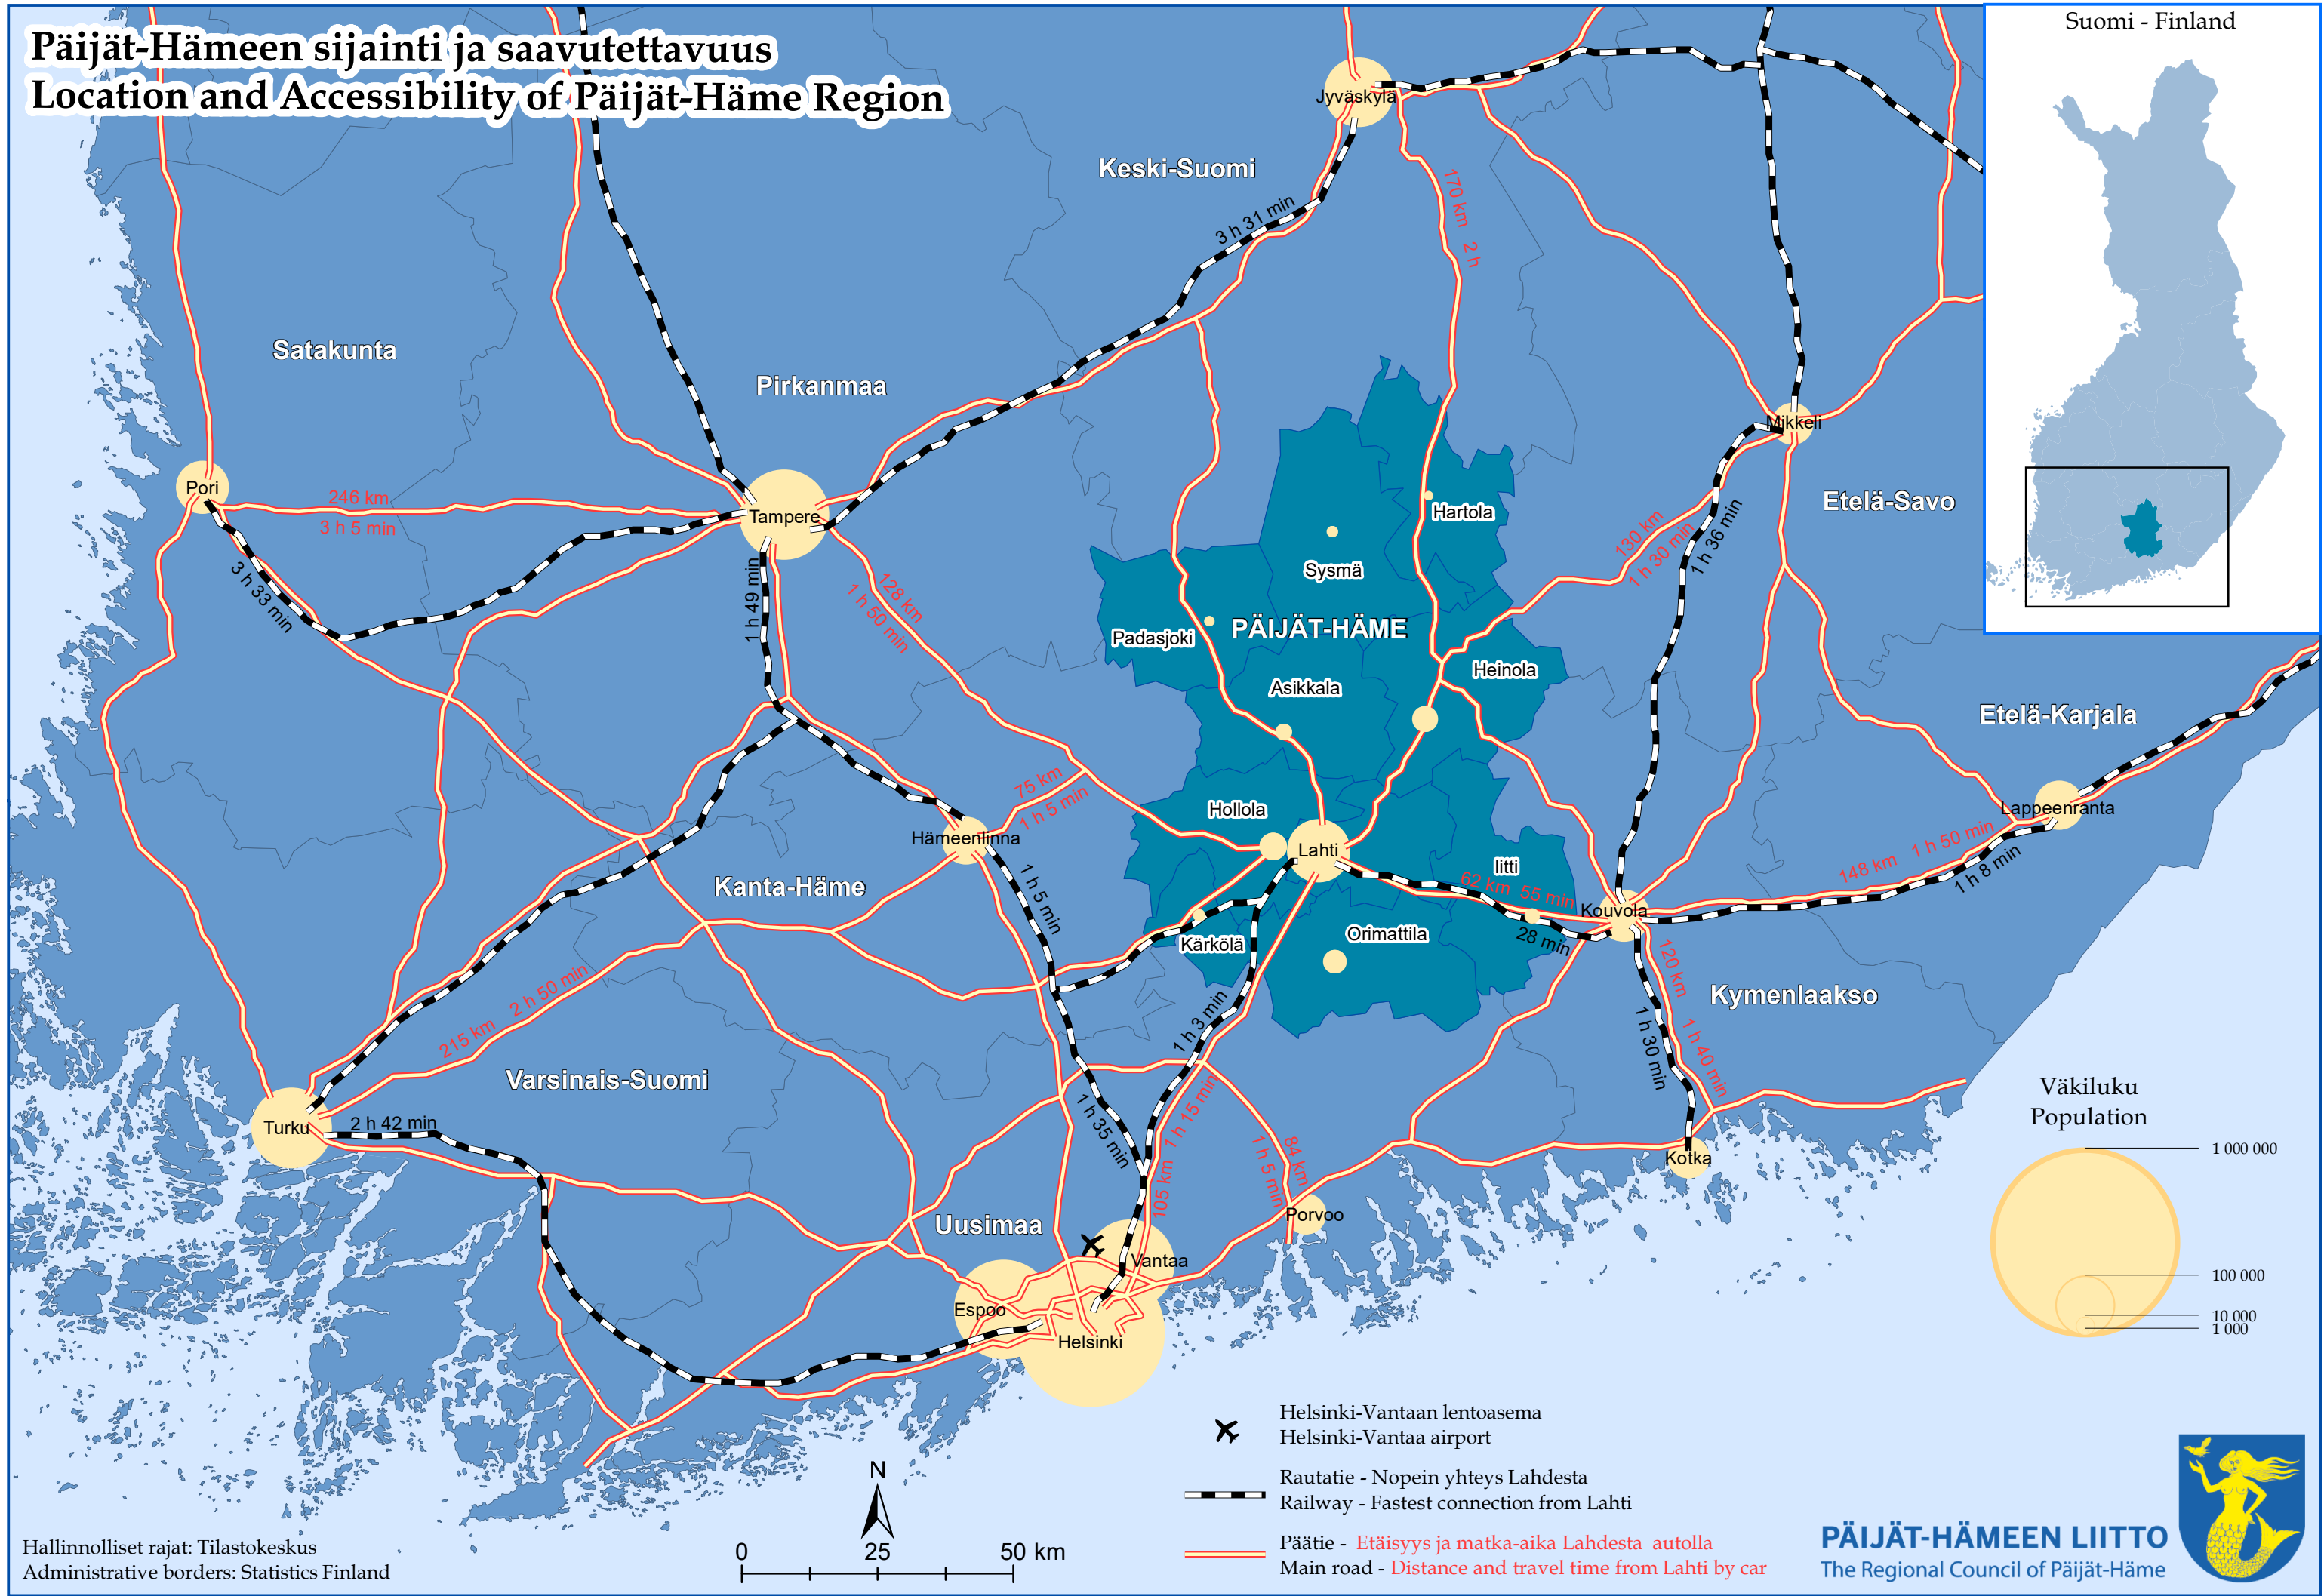 Päijät-Hämeen sijainti ja saavutettavuus
Location and Accessibility of Päijät-Häme Region
Suomi - Finland
Jyväskylä
Keski-Suomi
3 h 31 min
170 km 2 h
Satakunta
Pirkanmaa
Mikkeli
Etelä-Savo
Pori
246 km
3 h 5 min
Tampere
3 h 33 min
1 h 49 min
128 km
1 h 50 min
Hartola
Sysmä
130 km
1 h 30 min
1 h 36 min
Padasjoki
PÄIJÄT-HÄME
Heinola
Asikkala
Etelä-Karjala
75 km
1 h 5 min
Hollola
Hämeenlinna
Lahti
Iitti
Lappeenranta
148 km 1 h 50 min
1 h 8 min
Kanta-Häme
1 h 5 min
62 km 55 min
Kouvola
28 min
Kärkölä
Orimattila
120 km 1 h 40 min
Kymenlaakso
215 km 2 h 50 min
1 h 3 min
1 h 30 min
Varsinais-Suomi
Turku
2 h 42 min
1 h 35 min
105 km 1 h 15 min
84 km
1 h 5 min
Kotka
Porvoo
Uusimaa
Vantaa
Espoo
Helsinki
Väkiluku
Population
1 000 000
100 000
10 000
1 000
Helsinki-Vantaan lentoasema
Helsinki-Vantaa airport
Rautatie - Nopein yhteys Lahdesta
Railway - Fastest connection from Lahti
Päätie - Etäisyys ja matka-aika Lahdesta autolla
Main road - Distance and travel time from Lahti by car
N
0 25 50 km
Hallinnolliset rajat: Tilastokeskus
Administrative borders: Statistics Finland
PÄIJÄT-HÄMEEN LIITTO
The Regional Council of Päijät-Häme